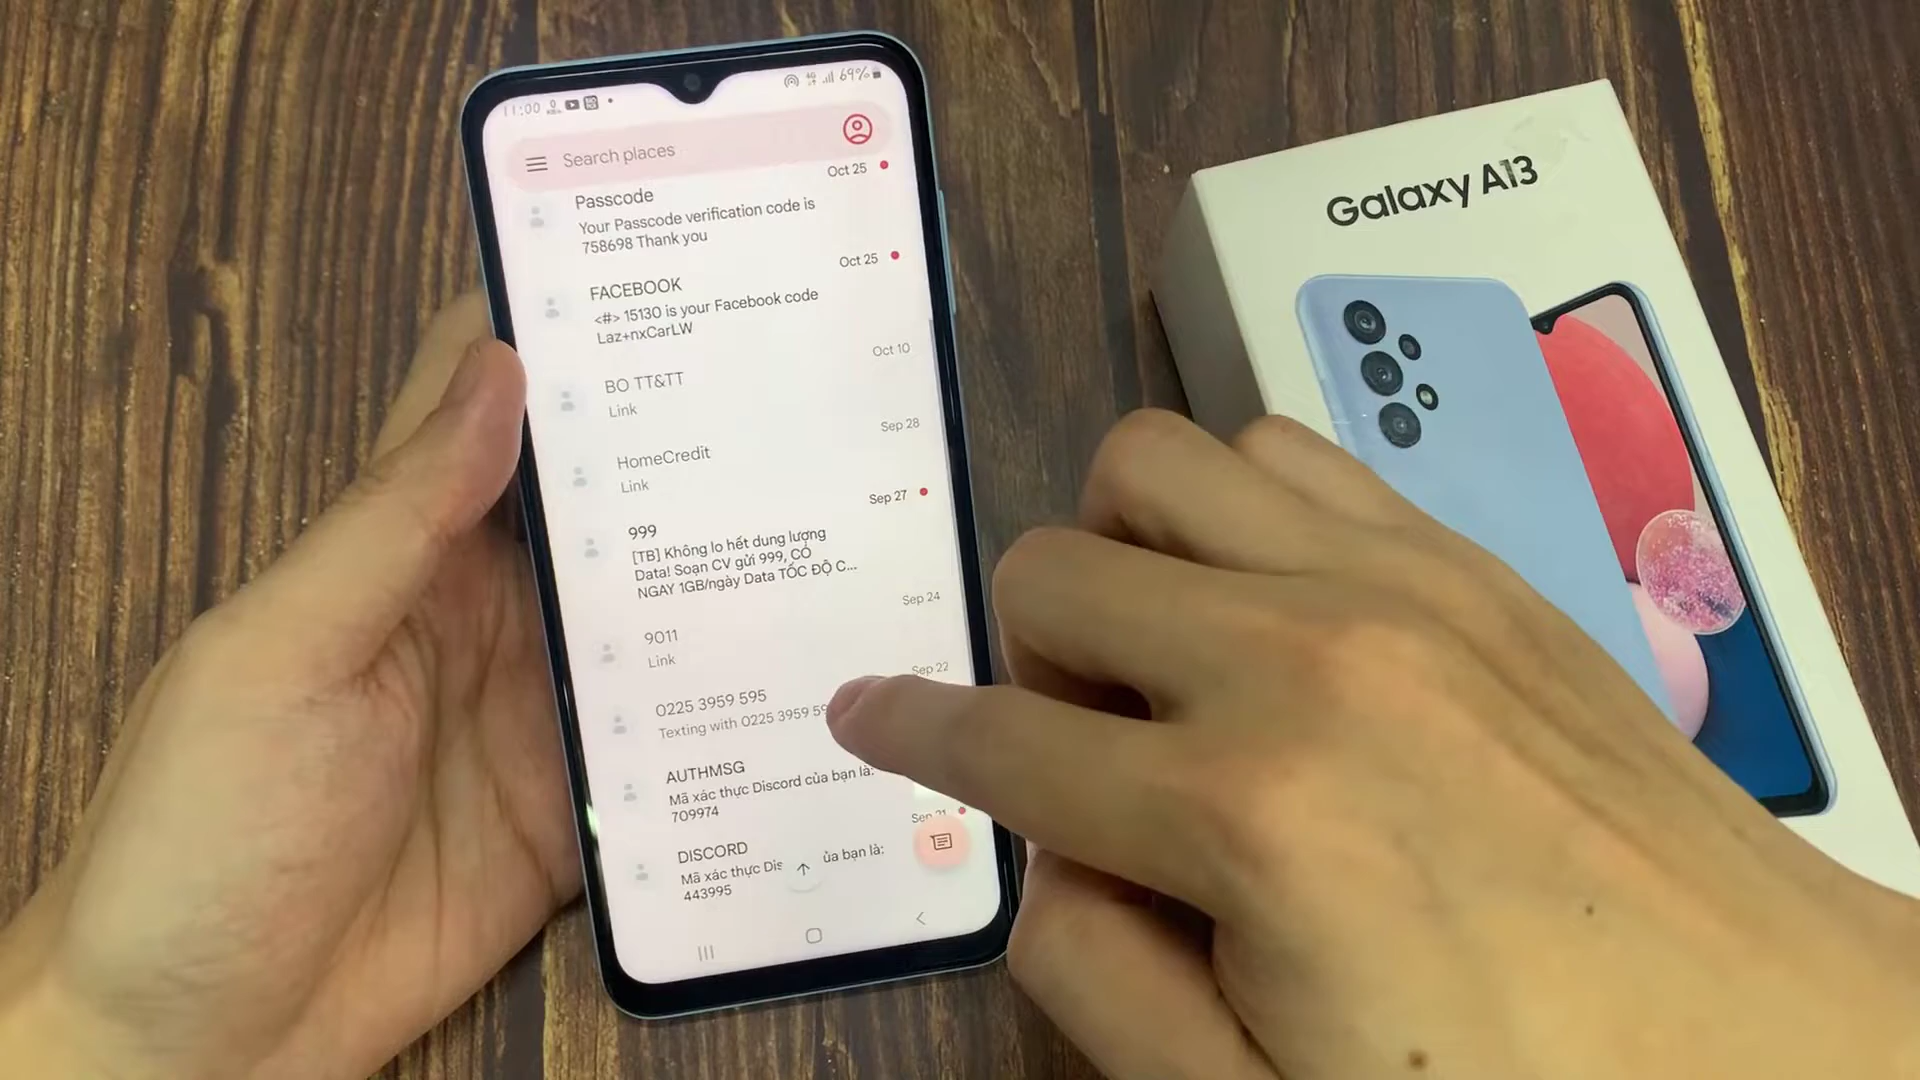 11:00
4G
69%
Search places
Oct 25
Passcode
Your Passcode verification code is
758698 Thank you
Oct 25
FACEBOOK
<#> 15130 is your Facebook code
Laz+nxCarLW
Oct 10
BO TT&TT
Link
Sep 28
HomeCredit
Link
Sep 27
999
[TB] Không lo hết dung lượng
Data! Soạn CV gửi 999, CÓ
NGAY 1GB/ngày Data TỐC ĐỘ C...
Sep 24
9011
Link
Sep 22
0225 3959 595
Texting with 0225 3959
AUTHMSG
Mã xác thực Discord của bạn là:
709974
Sep 21
DISCORD
Mã xác thực Dis ủa bạn là:
443995
Galaxy A13